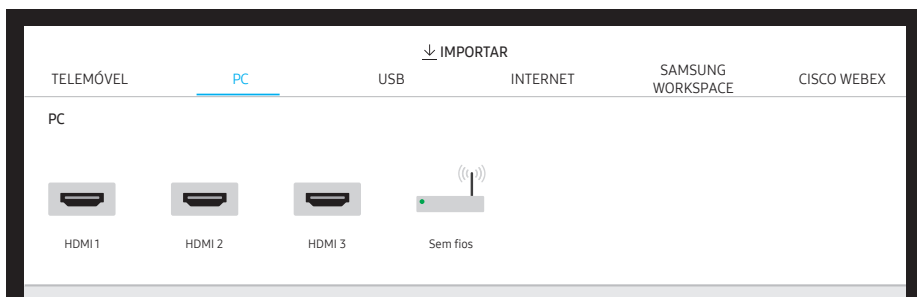 IMPORTAR
TELEMÓVEL
PC
USB
INTERNET
SAMSUNG
WORKSPACE
CISCO WEBEX
PC
HDMI 1
HDMI 2
HDMI 3
Sem fios